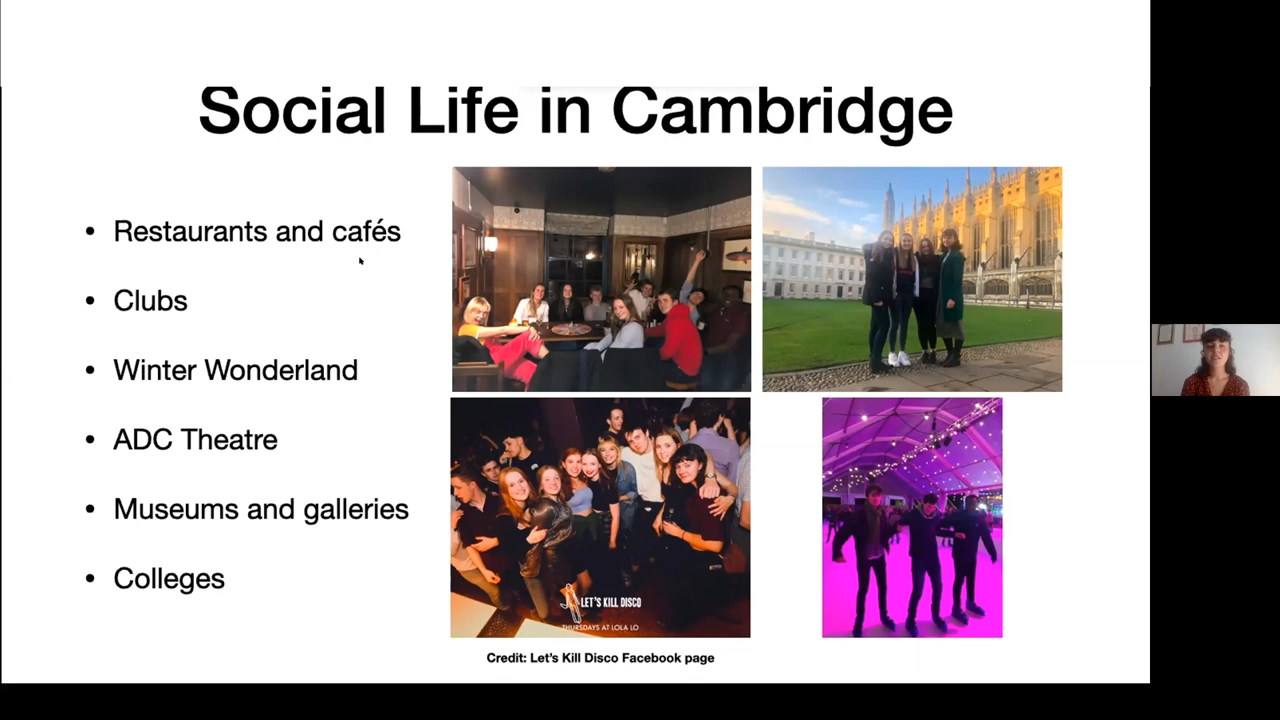 Social Life in Cambridge
• Restaurants and cafés
• Clubs
• Winter Wonderland
• ADC Theatre
• Museums and galleries
• Colleges
LET'S KILL DISCO
THURSDAYS AT LOLA LO
Credit: Let's Kill Disco Facebook page